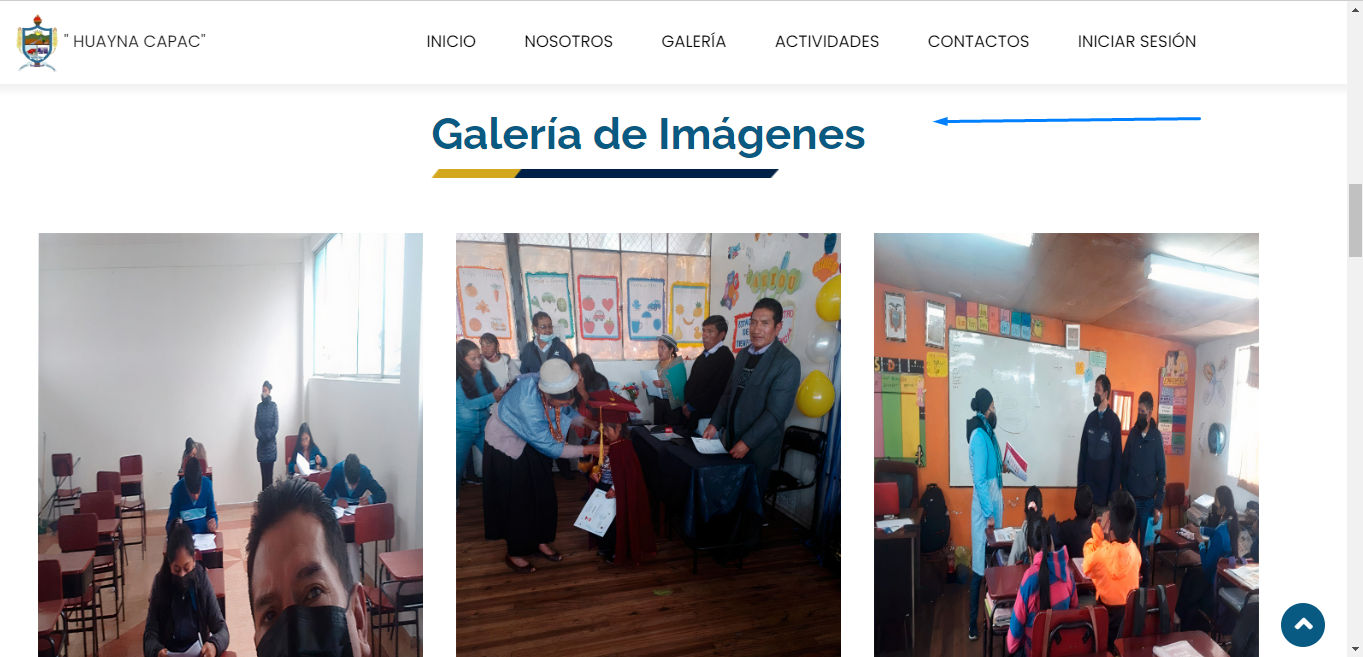 " HUAYNA CAPAC"
INICIO
NOSOTROS
GALERÍA
ACTIVIDADES
CONTACTOS
INICIAR SESIÓN
Galería de Imágenes